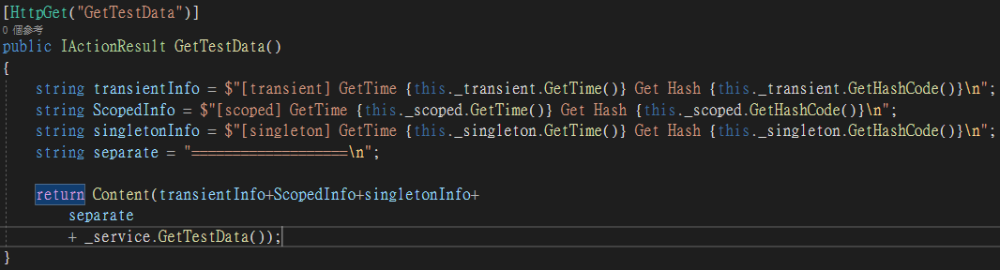 [HttpGet("GetTestData")]
0 個參考
public IActionResult GetTestData()
{
string transientInfo = $"[transient] GetTime {this._transient.GetTime()} Get Hash {this._transient.GetHashCode()}\n";
string ScopedInfo = $"[scoped] GetTime {this._scoped.GetTime()} Get Hash {this._scoped.GetHashCode()}\n";
string singletonInfo = $"[singleton] GetTime {this._singleton.GetTime()} Get Hash {this._singleton.GetHashCode()}\n";
string separate = "===================\n";
return Content(transientInfo+ScopedInfo+singletonInfo+
separate
+ _service.GetTestData());
}